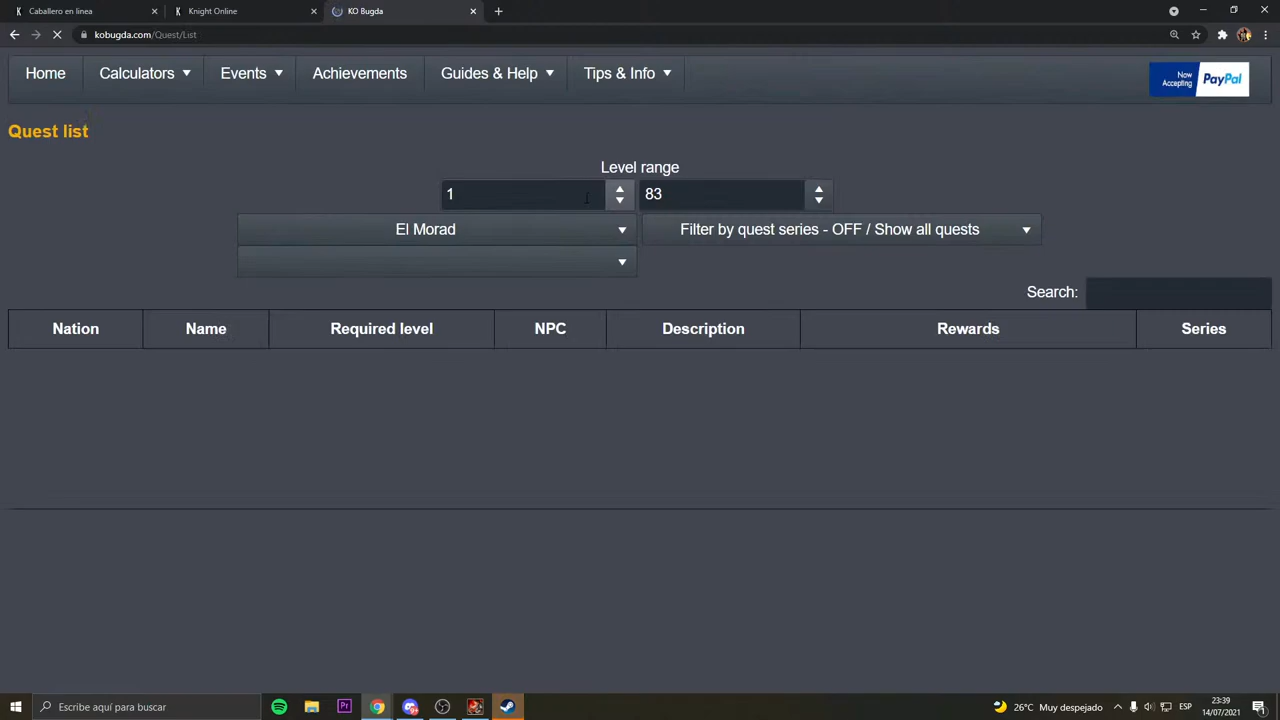 Caballero en linea
Knight Online
KO Bugda
kobugda.com/Quest/List
Home
Calculators
Events
Achievements
Guides & Help
Tips & Info
Now Accepting PayPal
Quest list
Level range
1
83
El Morad
Filter by quest series - OFF / Show all quests
Search:
Nation Name Required level NPC Description Rewards Series
Escribe aquí para buscar
26°C Muy despejado
ESP
23:39
14/07/2021